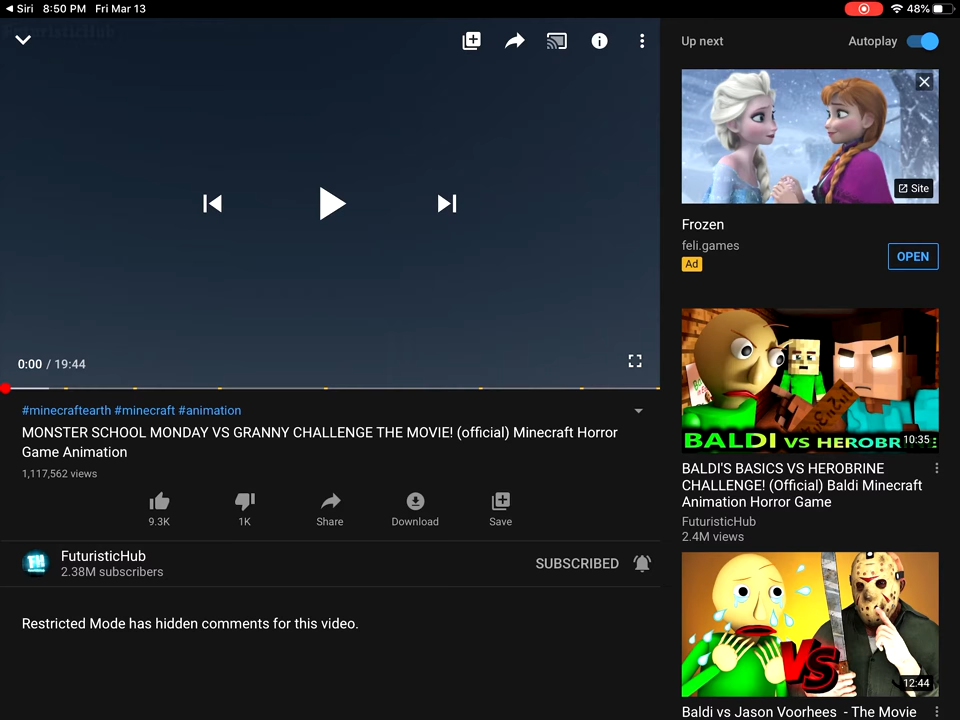 Siri 8:50 PM Fri Mar 13
48%
FuturisticHub
Up next
Autoplay
Site
Frozen
feli.games
Ad
OPEN
0:00 / 19:44
#minecraftearth #minecraft #animation
MONSTER SCHOOL MONDAY VS GRANNY CHALLENGE THE MOVIE! (official) Minecraft Horror
Game Animation
1,117,562 views
9.3K
1K
Share
Download
Save
FuturisticHub
2.38M subscribers
SUBSCRIBED
Restricted Mode has hidden comments for this video.
BALDI VS HEROBRINE
10:35
BALDI'S BASICS VS HEROBRINE
CHALLENGE! (Official) Baldi Minecraft
Animation Horror Game
FuturisticHub
2.4M views
VS
12:44
Baldi vs Jason Voorhees - The Movie